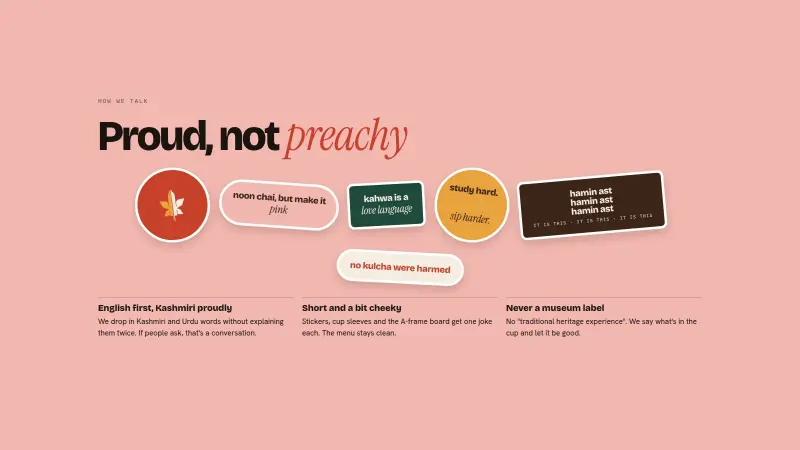 HOW WE TALK
Proud, not preachy
noon chai, but make it
pink
kahwa is a
love language
study hard.
sip harder.
hamin ast
hamin ast
hamin ast
IT IS THIS · IT IS THIS · IT IS THIS
no kulcha were harmed
English first, Kashmiri proudly
We drop in Kashmiri and Urdu words without explaining
them twice. If people ask, that's a conversation.
Short and a bit cheeky
Stickers, cup sleeves and the A-frame board get one joke
each. The menu stays clean.
Never a museum label
No "traditional heritage experience". We say what's in the
cup and let it be good.